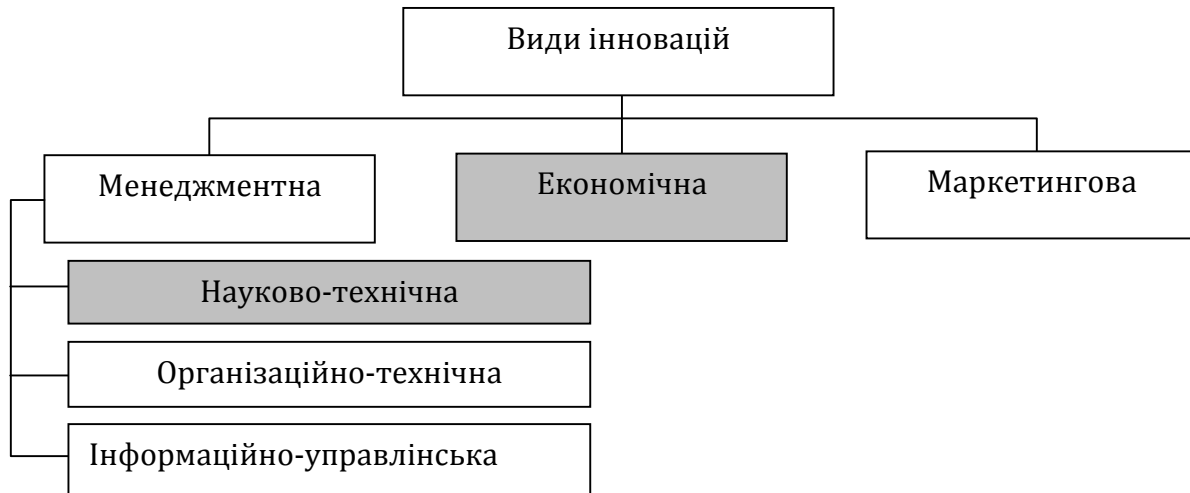 Види інновацій
Менеджментна
Економічна
Маркетингова
Науково-технічна
Організаційно-технічна
Інформаційно-управлінська